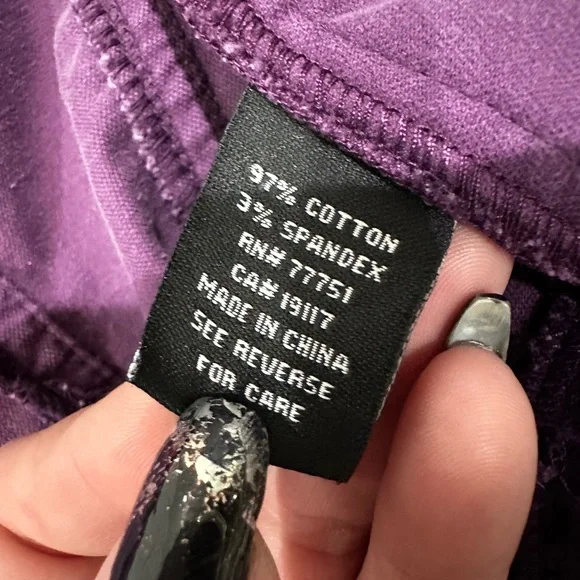 97% COTTON
3% SPANDEX
RN# 77751
CA# 19117
MADE IN CHINA
SEE REVERSE
FOR CARE